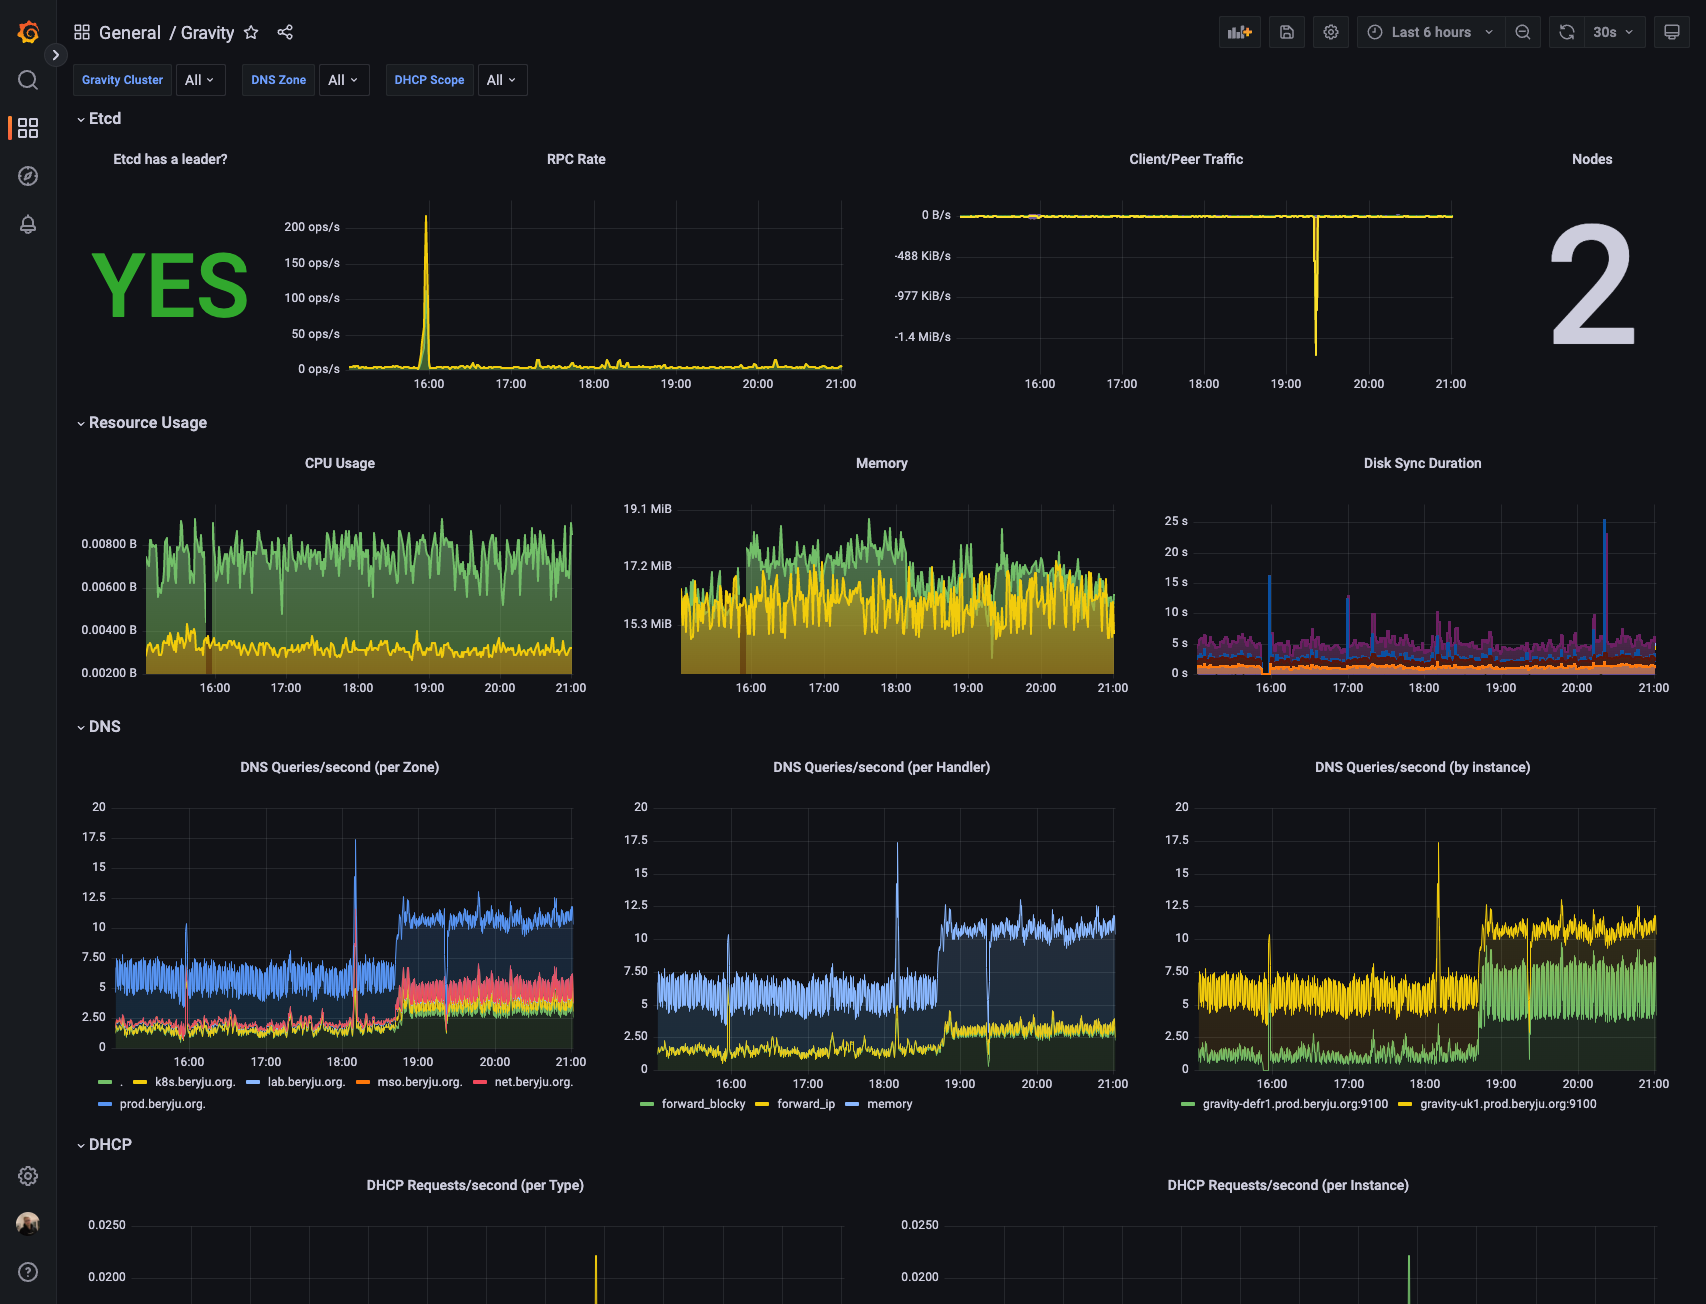 General / Gravity
Last 6 hours
30s
Gravity Cluster All DNS Zone All DHCP Scope All
Etcd
Etcd has a leader?
YES
RPC Rate
200 ops/s
150 ops/s
100 ops/s
50 ops/s
0 ops/s
16:00 17:00 18:00 19:00 20:00 21:00
Client/Peer Traffic
0 B/s
-488 KiB/s
-977 KiB/s
-1.4 MiB/s
16:00 17:00 18:00 19:00 20:00 21:00
Nodes
2
Resource Usage
CPU Usage
0.00800 B
0.00600 B
0.00400 B
0.00200 B
16:00 17:00 18:00 19:00 20:00 21:00
Memory
19.1 MiB
17.2 MiB
15.3 MiB
16:00 17:00 18:00 19:00 20:00 21:00
Disk Sync Duration
25 s
20 s
15 s
10 s
5 s
0 s
16:00 17:00 18:00 19:00 20:00 21:00
DNS
DNS Queries/second (per Zone)
20
17.5
15
12.5
10
7.50
5
2.50
0
16:00 17:00 18:00 19:00 20:00 21:00
. k8s.beryju.org. lab.beryju.org. mso.beryju.org. net.beryju.org.
prod.beryju.org.
DNS Queries/second (per Handler)
20
17.5
15
12.5
10
7.50
5
2.50
0
16:00 17:00 18:00 19:00 20:00 21:00
forward_blocky forward_ip memory
DNS Queries/second (by instance)
20
17.5
15
12.5
10
7.50
5
2.50
0
16:00 17:00 18:00 19:00 20:00 21:00
gravity-defr1.prod.beryju.org:9100 gravity-uk1.prod.beryju.org:9100
DHCP
DHCP Requests/second (per Type)
0.0250
0.0200
DHCP Requests/second (per Instance)
0.0250
0.0200